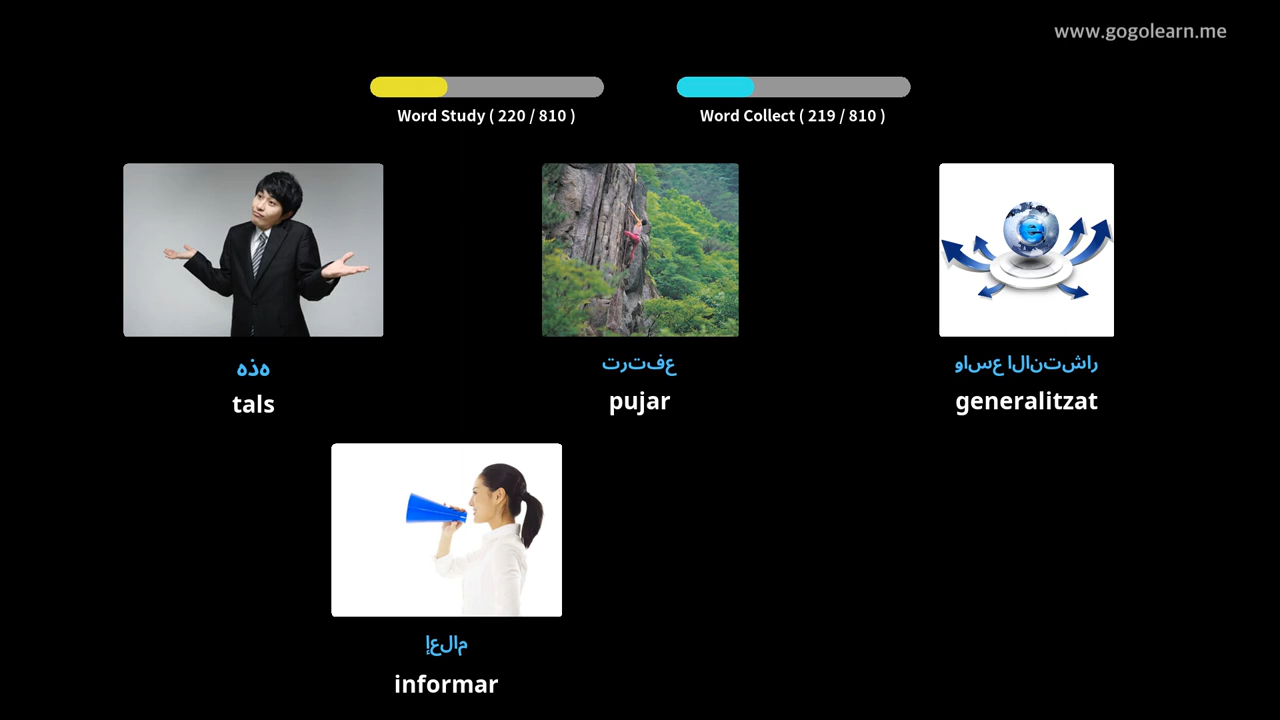 www.gogolearn.me
Word Study ( 220 / 810 )
Word Collect ( 219 / 810 )
هذه
ترتفع
واسع الانتشار
tals
pujar
generalitzat
إعلام
informar